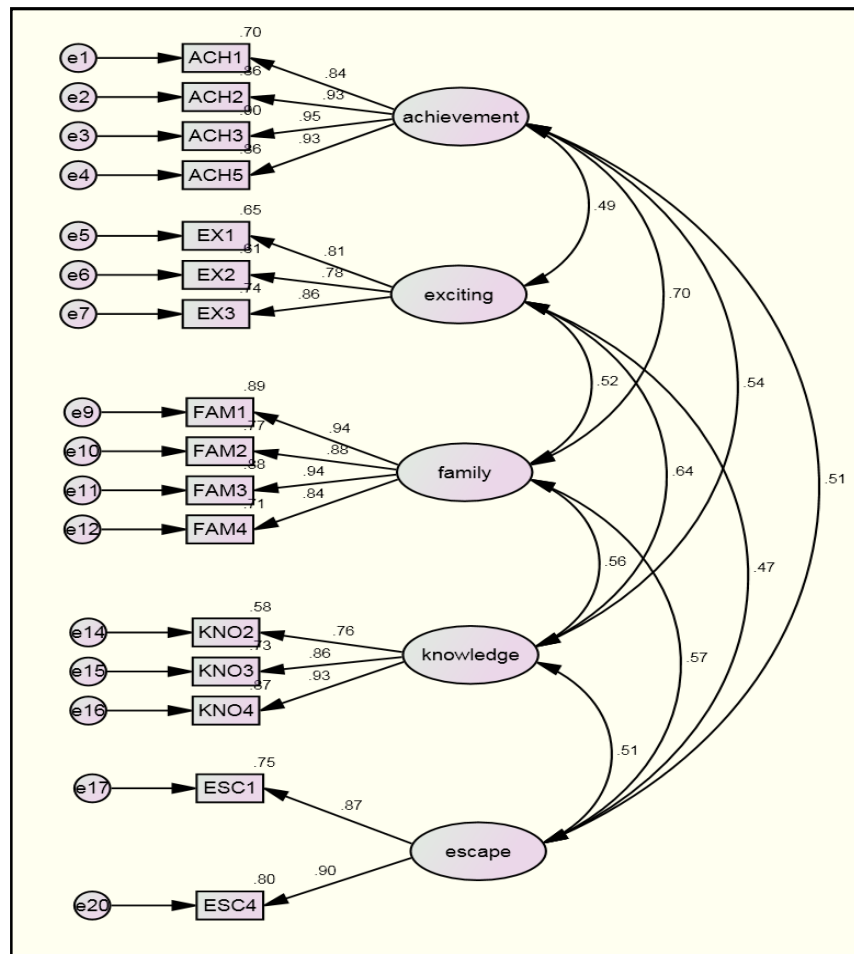 .70
e1 ACH1
.84
.86
e2 ACH2
.93
achievement
.90
e3 ACH3
.95
.86
.93
e4 ACH5
.49
.65
e5 EX1
.81
.61
e6 EX2
.78
exciting
.74
e7 EX3
.86
.70
.52
.54
.89
e9 FAM1
.94
.77
e10 FAM2
.88
family
.88
e11 FAM3
.94
.64
.51
.71
.84
e12 FAM4
.56
.47
.58
e14 KNO2
.76
.73
e15 KNO3
.86
knowledge
.57
.87
.93
e16 KNO4
.51
.75
e17 ESC1
.87
escape
.90
.80
e20 ESC4